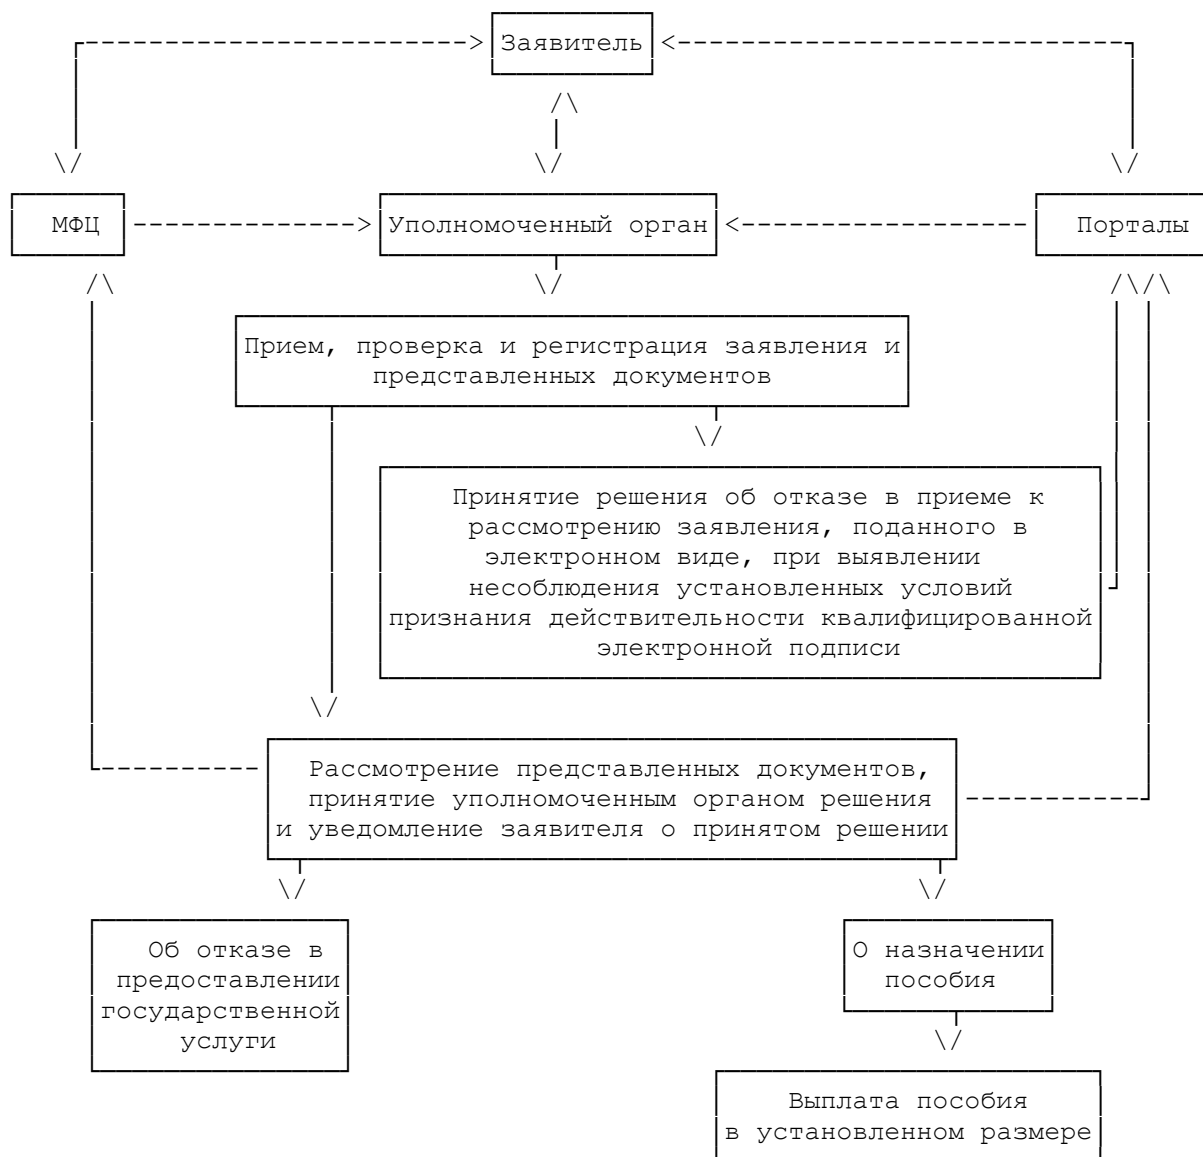 Заявитель
МФЦ
Уполномоченный орган
Порталы
Прием, проверка и регистрация заявления и
представленных документов
Принятие решения об отказе в приеме к
рассмотрению заявления, поданного в
электронном виде, при выявлении
несоблюдения установленных условий
признания действительности квалифицированной
электронной подписи
Рассмотрение представленных документов,
принятие уполномоченным органом решения
и уведомление заявителя о принятом решении
Об отказе в
предоставлении
государственной
услуги
О назначении
пособия
Выплата пособия
в установленном размере